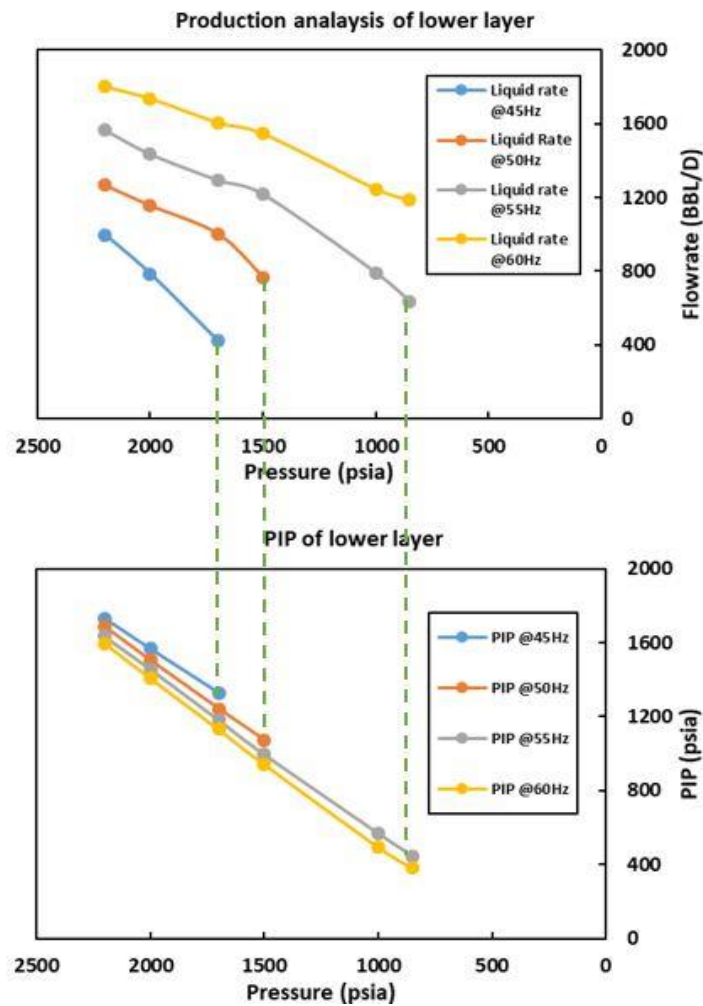 Production analaysis of lower layer
2000
1600
1200
800
400
0
Flowrate (BBL/D)
Liquid rate
@45Hz
Liquid Rate
@50Hz
Liquid rate
@55Hz
Liquid rate
@60Hz
2500 2000 1500 1000 500 0
Pressure (psia)
PIP of lower layer
2000
1600
1200
800
400
0
PIP (psia)
PIP @45Hz
PIP @50Hz
PIP @55Hz
PIP @60Hz
2500 2000 1500 1000 500 0
Pressure (psia)